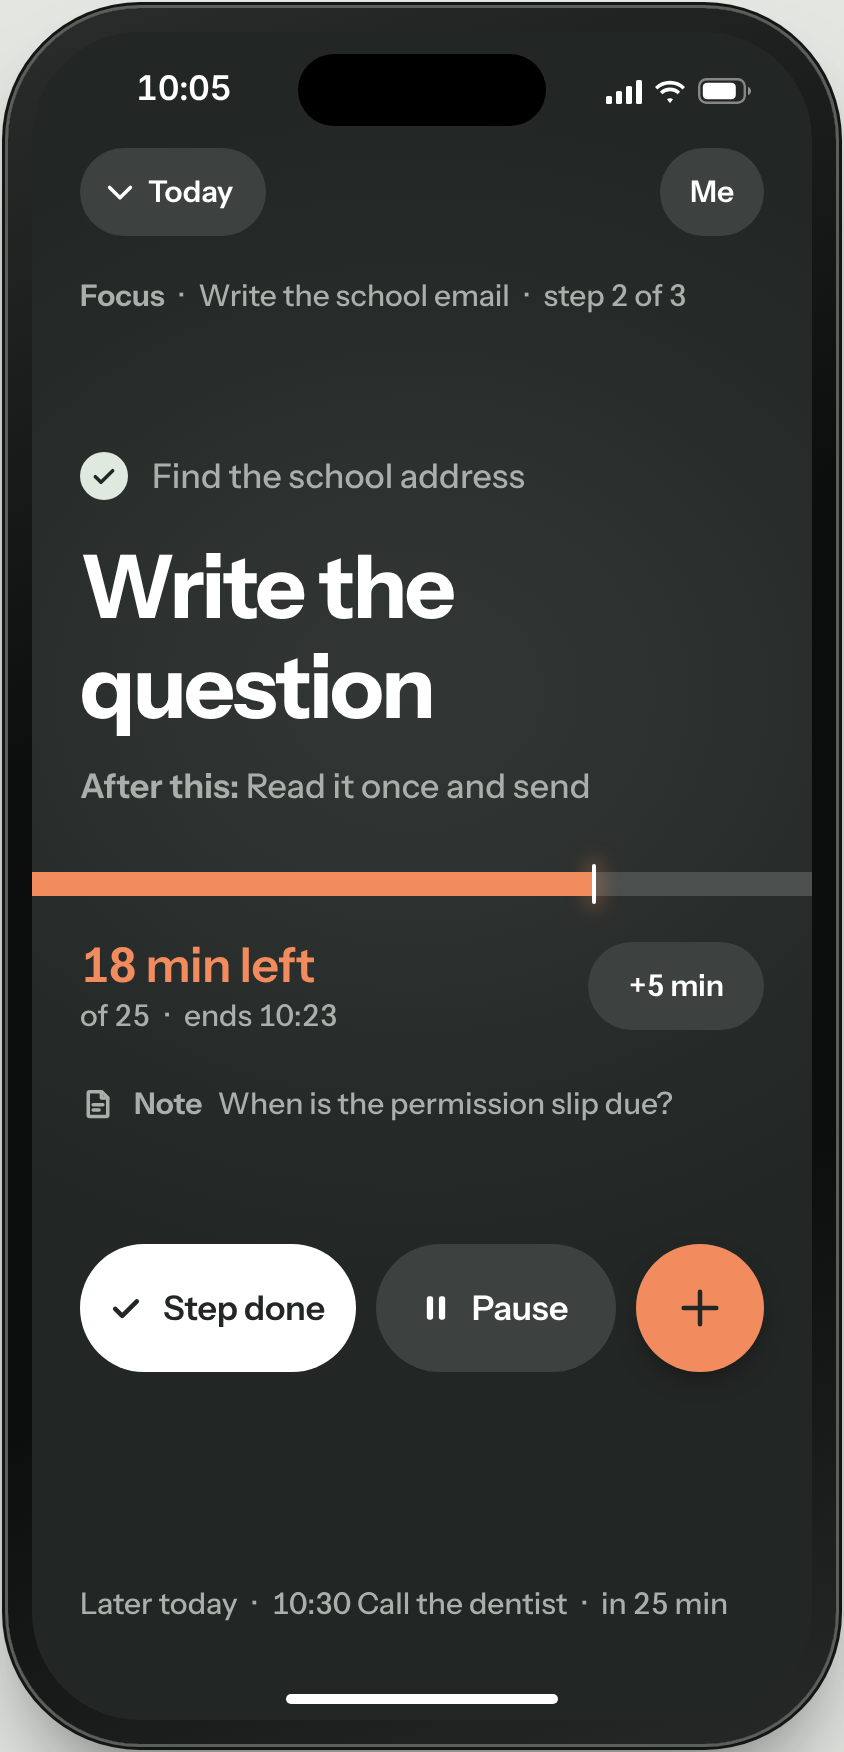 10:05
Today
Me
Focus · Write the school email · step 2 of 3
Find the school address
Write the
question
After this: Read it once and send
18 min left
+5 min
of 25 · ends 10:23
Note When is the permission slip due?
Step done
Pause
Later today · 10:30 Call the dentist · in 25 min